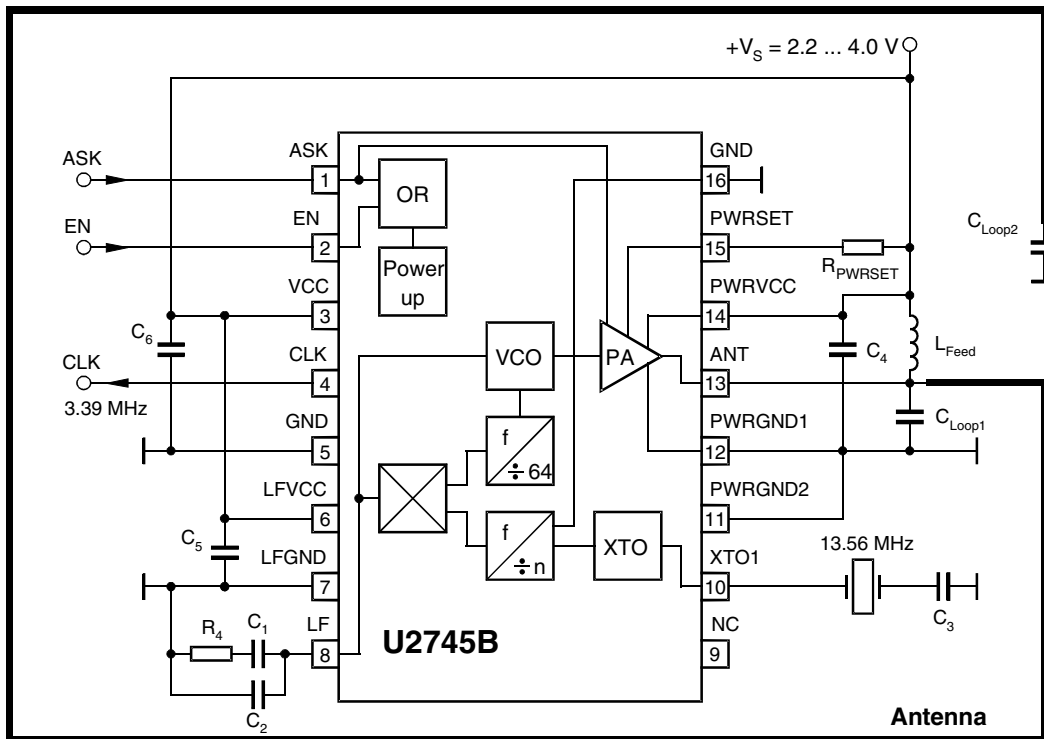 +VS = 2.2 ... 4.0 V
ASK
EN
CLK
3.39 MHz
C6
C5
R4
C1
C2
ASK
1
EN
2
VCC
3
CLK
4
GND
5
LFVCC
6
LFGND
7
LF
8
OR
Power
up
VCO
PA
f
÷ 64
f
÷ n
XTO
U2745B
GND
16
PWRSET
15
PWRVCC
14
ANT
13
PWRGND1
12
PWRGND2
11
XTO1
10
NC
9
RPWRSET
C4
LFeed
CLoop1
CLoop2
13.56 MHz
C3
Antenna